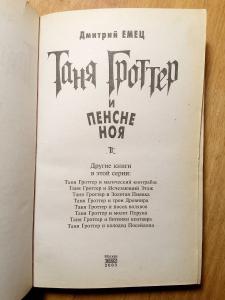 Дмитрий ЕМЕЦ
Таня Гроттер
и
ПЕНСНЕ
НОЯ
Другие книги
в этой серии:
Таня Гроттер и магический контрабас
Таня Гроттер и Исчезающий Этаж
Таня Гроттер и Золотая Пиявка
Таня Гроттер и трон Древнира
Таня Гроттер и посох волхвов
Таня Гроттер и молот Перуна
Таня Гроттер и ботинки кентавра
Таня Гроттер и колодец Посейдона
Москва
2003